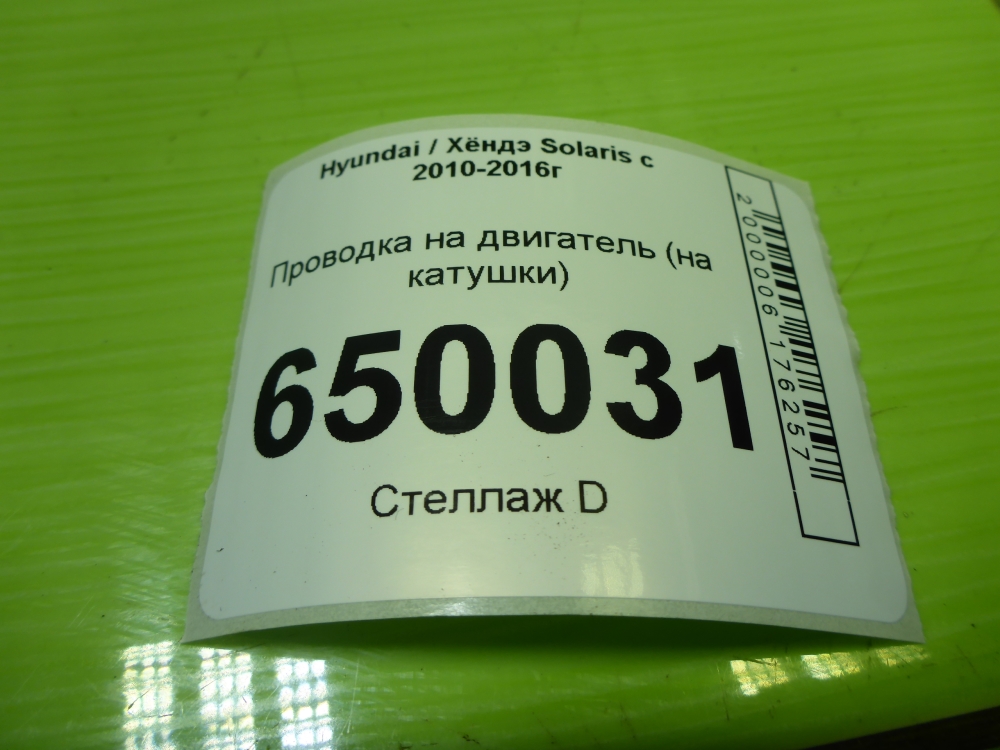 Hyundai / Хёндэ Solaris с
2010-2016г
Проводка на двигатель (на
катушки)
650031
Стеллаж D
2000006176257